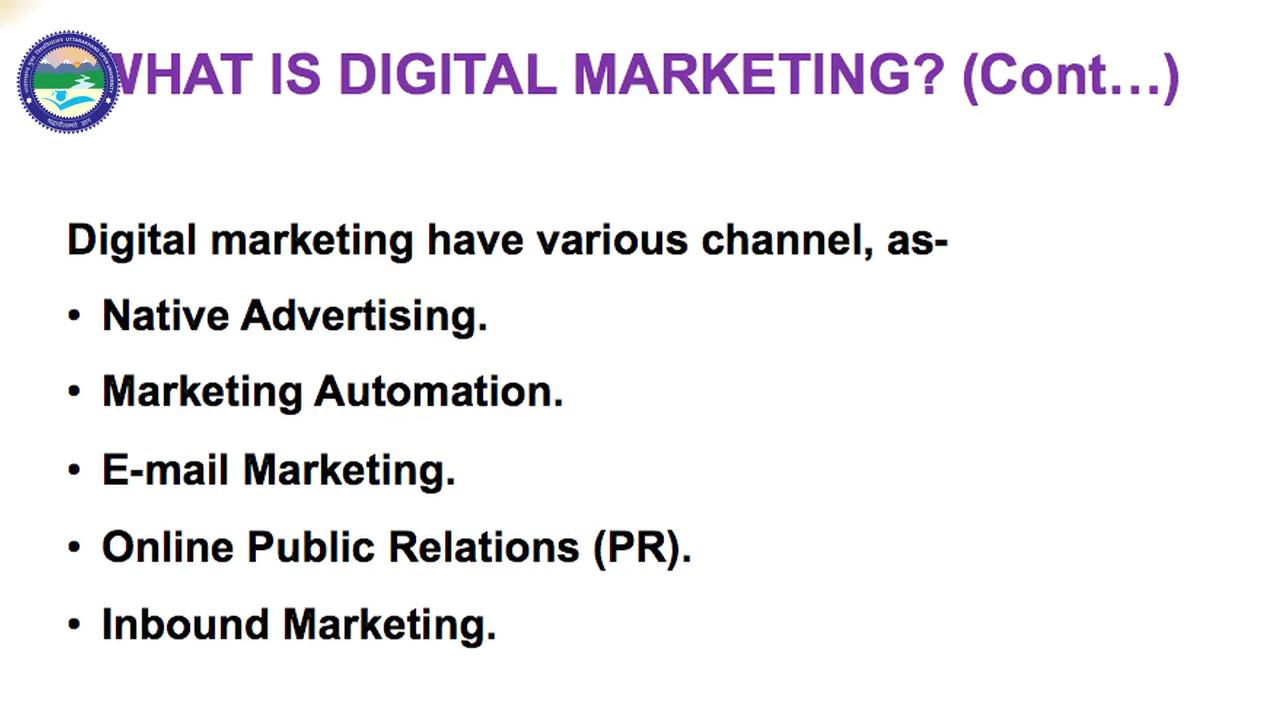 WHAT IS DIGITAL MARKETING? (Cont…)
Digital marketing have various channel, as-
• Native Advertising.
• Marketing Automation.
• E-mail Marketing.
• Online Public Relations (PR).
• Inbound Marketing.